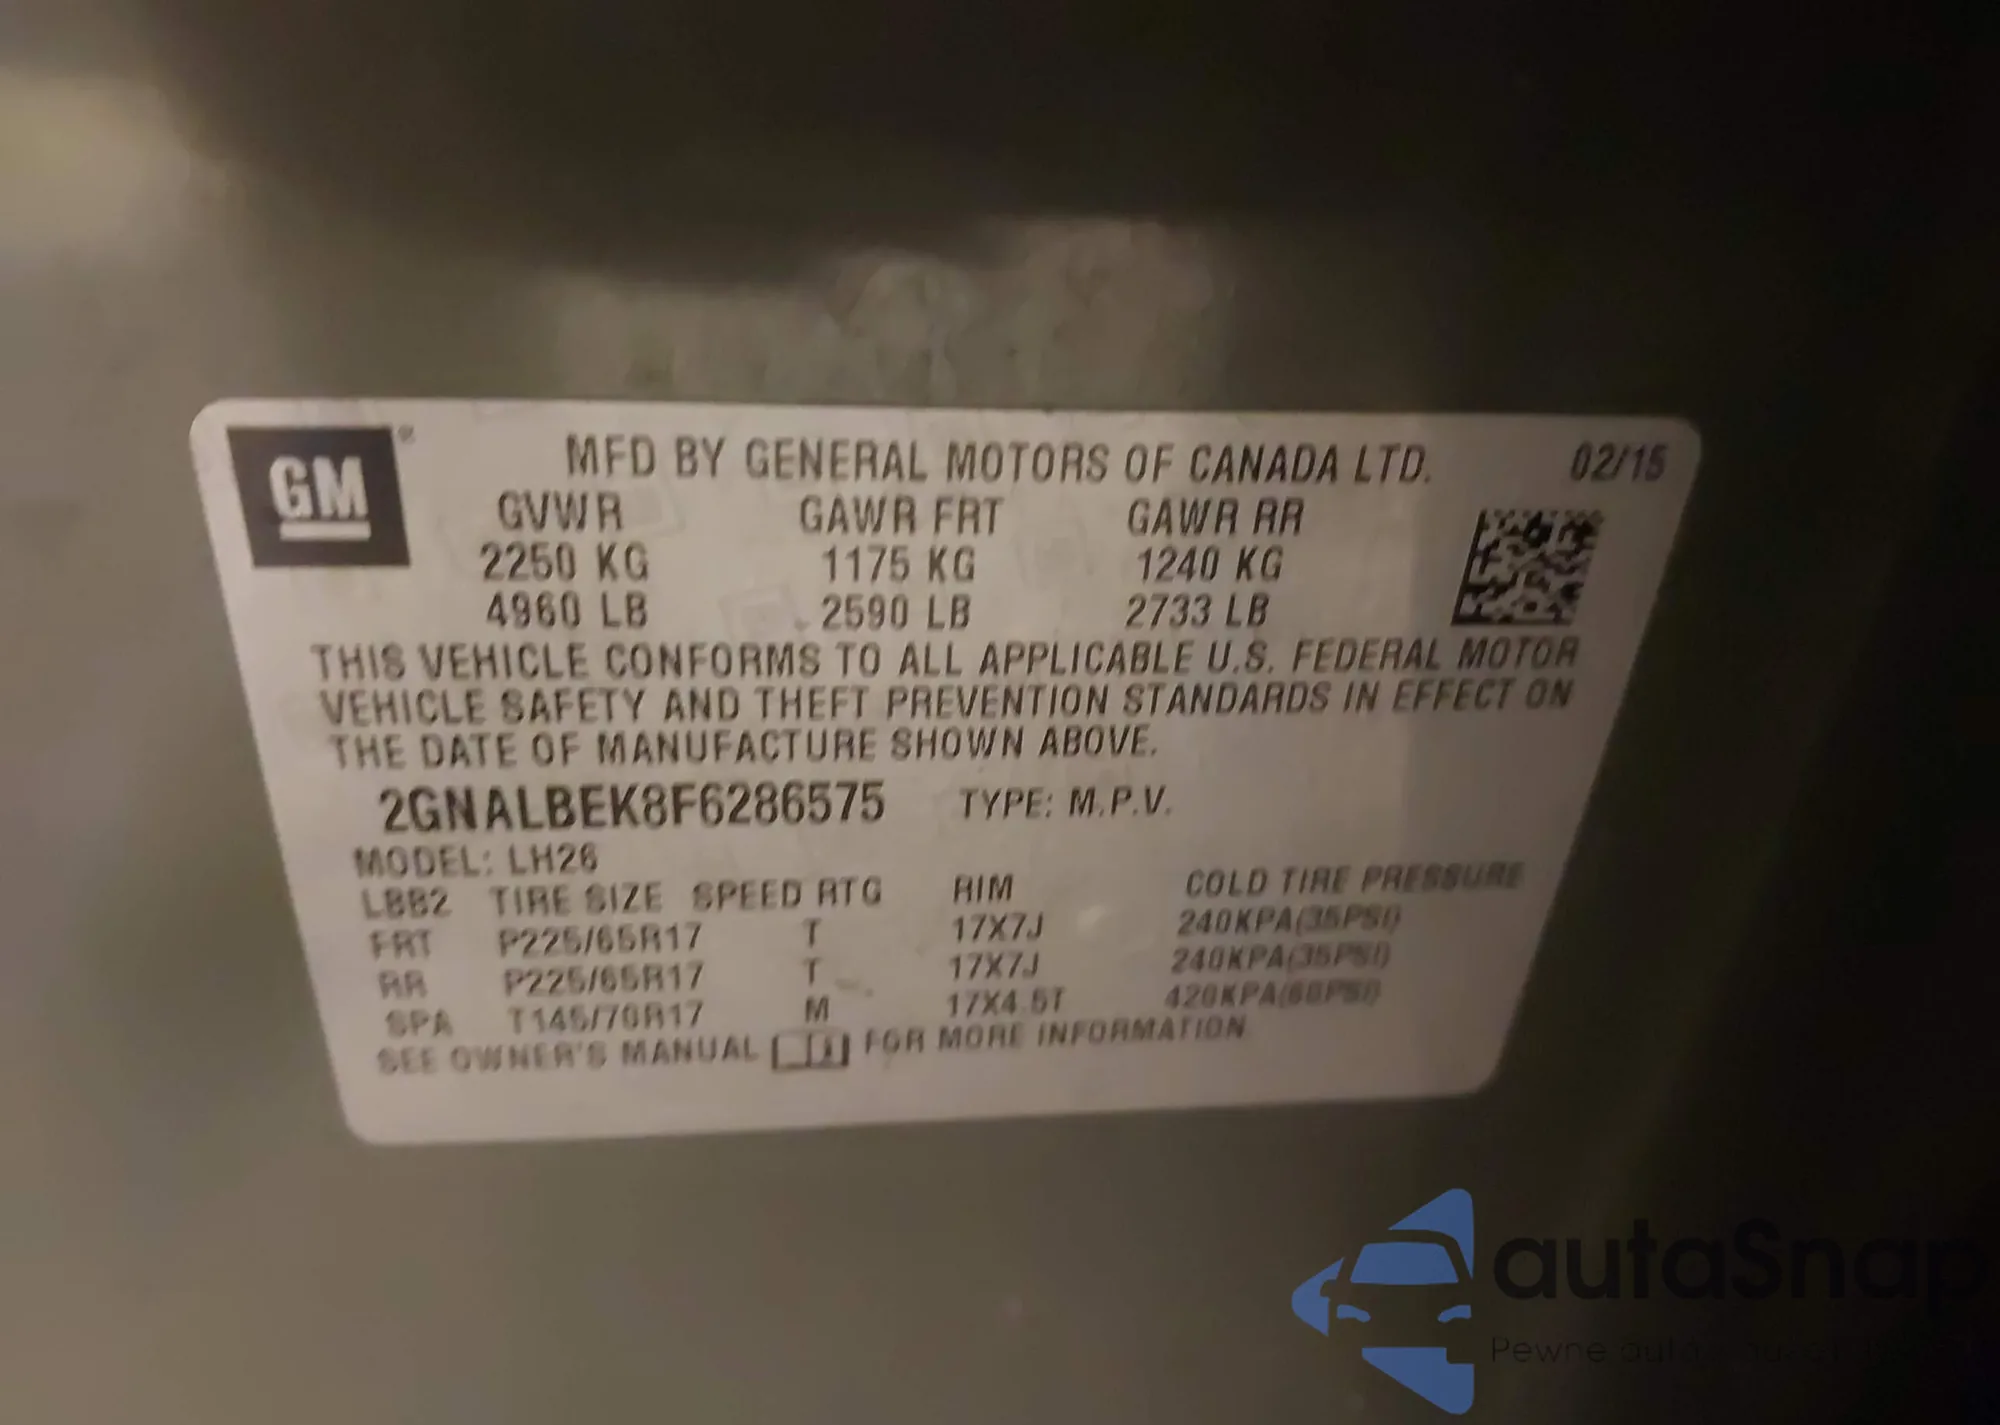 GM ®
MFD BY GENERAL MOTORS OF CANADA LTD. 02/15
GVWR GAWR FRT GAWR RR
2250 KG 1175 KG 1240 KG
4960 LB 2590 LB 2733 LB
THIS VEHICLE CONFORMS TO ALL APPLICABLE U.S. FEDERAL MOTOR
VEHICLE SAFETY AND THEFT PREVENTION STANDARDS IN EFFECT ON
THE DATE OF MANUFACTURE SHOWN ABOVE.
2GNALBEK8F6286575 TYPE: M.P.V.
MODEL: LH26
TIRE SIZE SPEED RTG RIM COLD TIRE PRESSURE
FRT P225/65R17 T 17X7J 240KPA(35PSI)
RR P225/65R17 T 17X7J 240KPA(35PSI)
SPA T145/70R17 M 17X4.5T 420KPA(60PSI)
SEE OWNER'S MANUAL FOR MORE INFORMATION
autaSnap
Pewne auta